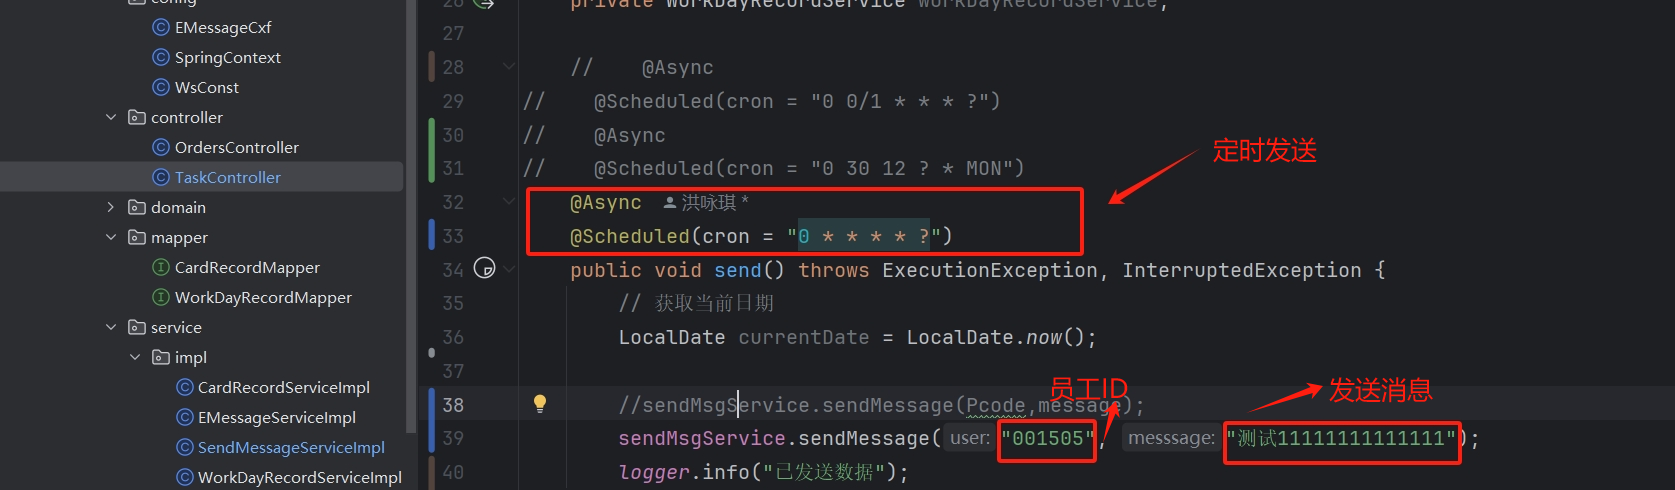 config
EMessageCxf
SpringContext
WsConst
controller
OrdersController
TaskController
domain
mapper
CardRecordMapper
WorkDayRecordMapper
service
impl
CardRecordServiceImpl
EMessageServiceImpl
SendMessageServiceImpl
WorkDayRecordServiceImpl
26 private WorkDayRecordService workDayRecordService;
27
28 //    @Async
29 //    @Scheduled(cron = "0 0/1 * * * ?")
30 //    @Async
31 //    @Scheduled(cron = "0 30 12 ? * MON")
定时发送
32 @Async 洪咏琪 *
33 @Scheduled(cron = "0 * * * * ?")
34 public void send() throws ExecutionException, InterruptedException {
35 // 获取当前日期
36 LocalDate currentDate = LocalDate.now();
37
员工ID
发送消息
38 //sendMsgService.sendMessage(Pcode,message);
39 sendMsgService.sendMessage( user: "001505", messsage: "测试11111111111111");
40 logger.info("已发送数据");